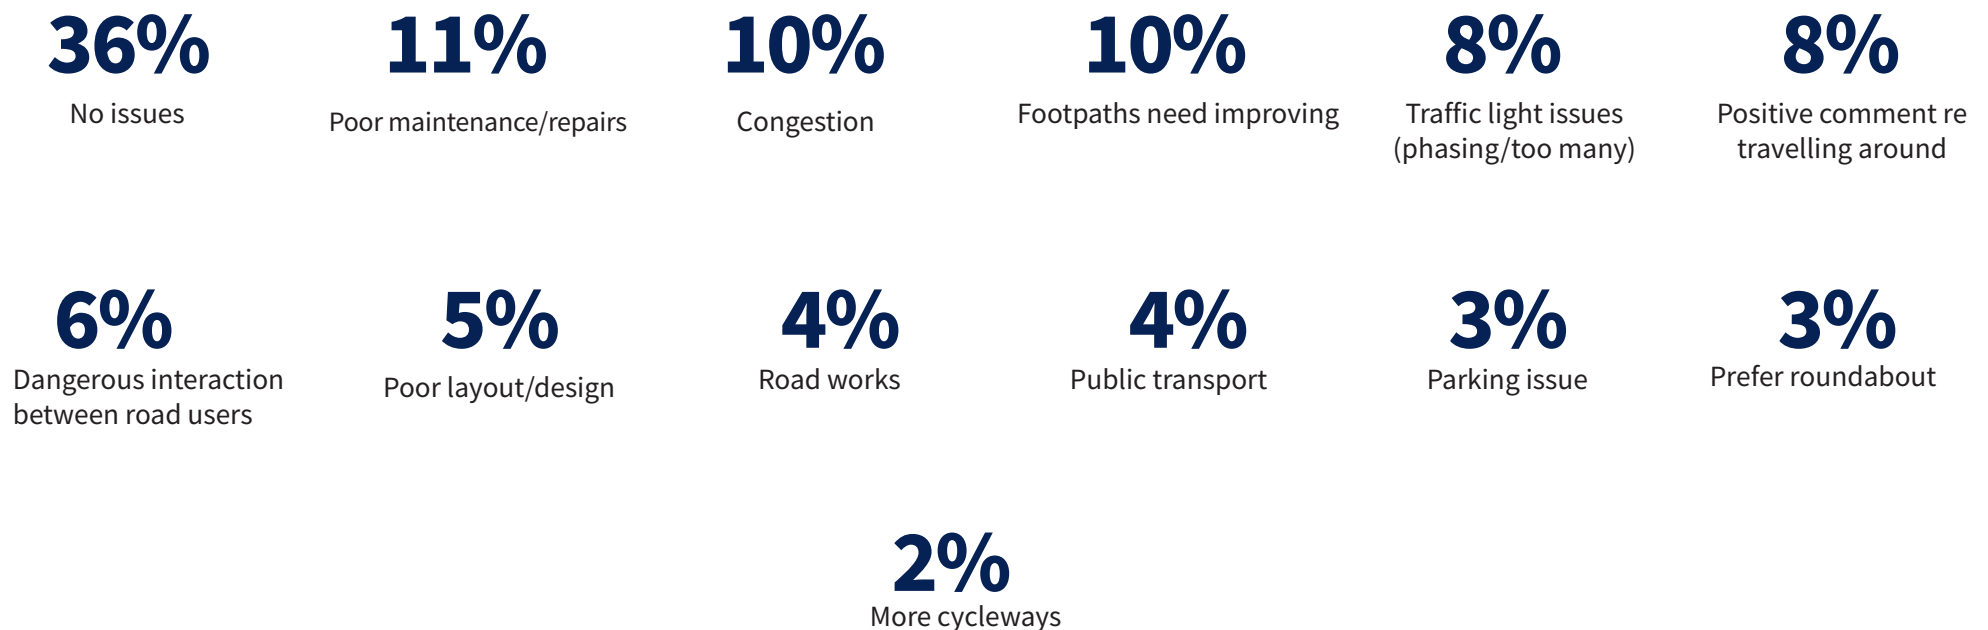 36%
11%
10%
10%
8%
8%
No issues
Poor maintenance/repairs
Congestion
Footpaths need improving
Traffic light issues
(phasing/too many)
Positive comment re
travelling around
6%
5%
4%
4%
3%
3%
Dangerous interaction
between road users
Poor layout/design
Road works
Public transport
Parking issue
Prefer roundabout
2%
More cycleways